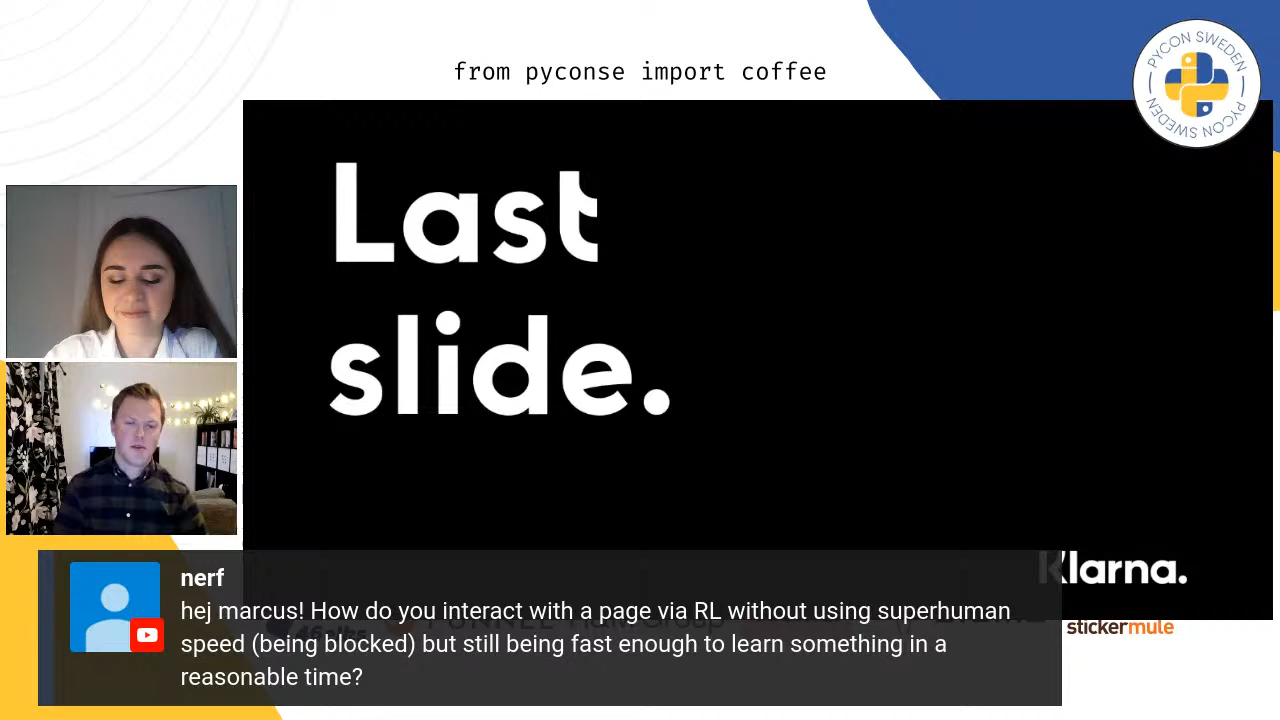 from pyconse import coffee
PYCON SWEDEN
PYCON SWEDEN
Last
slide.
Klarna.
nerf
hej marcus! How do you interact with a page via RL without using superhuman
speed (being blocked) but still being fast enough to learn something in a
reasonable time?
stickermule